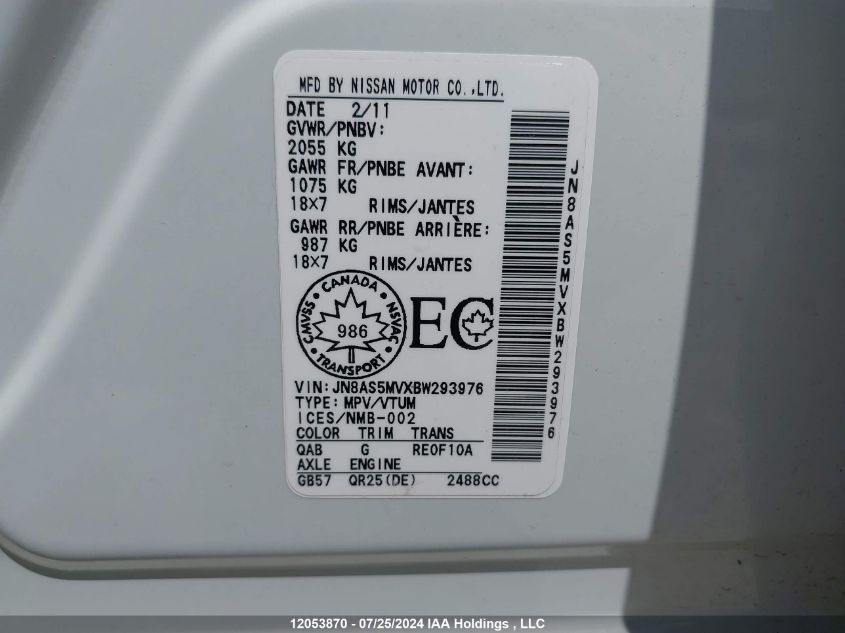 MFD BY NISSAN MOTOR CO.,LTD.
DATE 2/11
GVWR/PNBV:
2055 KG
GAWR FR/PNBE AVANT:
1075 KG
18×7 RIMS/JANTES
GAWR RR/PNBE ARRIÈRE:
987 KG
18×7 RIMS/JANTES
CANADA
CMVSS NSVAC
986
TRANSPORT
EC
VIN:JN8AS5MVXBW293976
TYPE:MPV/VTUM
ICES/NMB-002
COLOR TRIM TRANS
QAB G RE0F10A
AXLE ENGINE
GB57 QR25(DE) 2488CC
JN8AS5MVXBW293976
12053870 - 07/25/2024 IAA Holdings , LLC